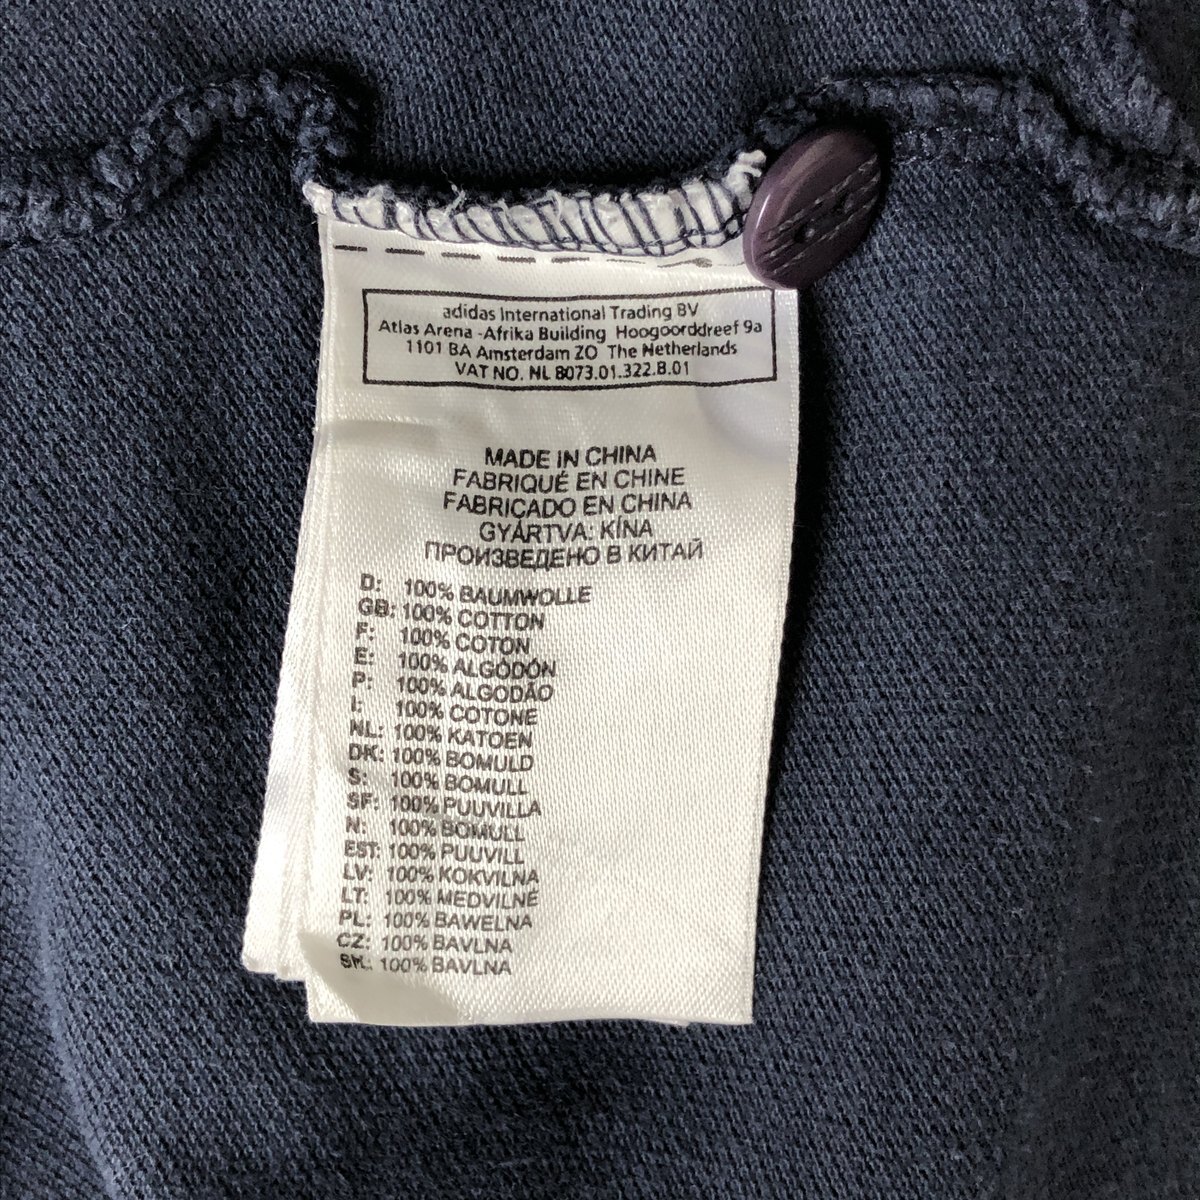 adidas International Trading BV
Atlas Arena -Afrika Building Hoogoorddreef 9a
1101 BA Amsterdam ZO The Netherlands
VAT NO. NL 8073.01.322.B.01
MADE IN CHINA
FABRIQUÉ EN CHINE
FABRICADO EN CHINA
GYÁRTVA: KÍNA
ПРОИЗВЕДЕНО В КИТАЙ
D: 100% BAUMWOLLE
GB: 100% COTTON
F: 100% COTON
E: 100% ALGODÓN
P: 100% ALGODÃO
I: 100% COTONE
NL: 100% KATOEN
DK: 100% BOMULD
S: 100% BOMULL
SF: 100% PUUVILLA
N: 100% BOMULL
EST: 100% PUUVILL
LV: 100% KOKVILNA
LT: 100% MEDVILNE
PL: 100% BAWELNA
CZ: 100% BAVLNA
SK: 100% BAVLNA